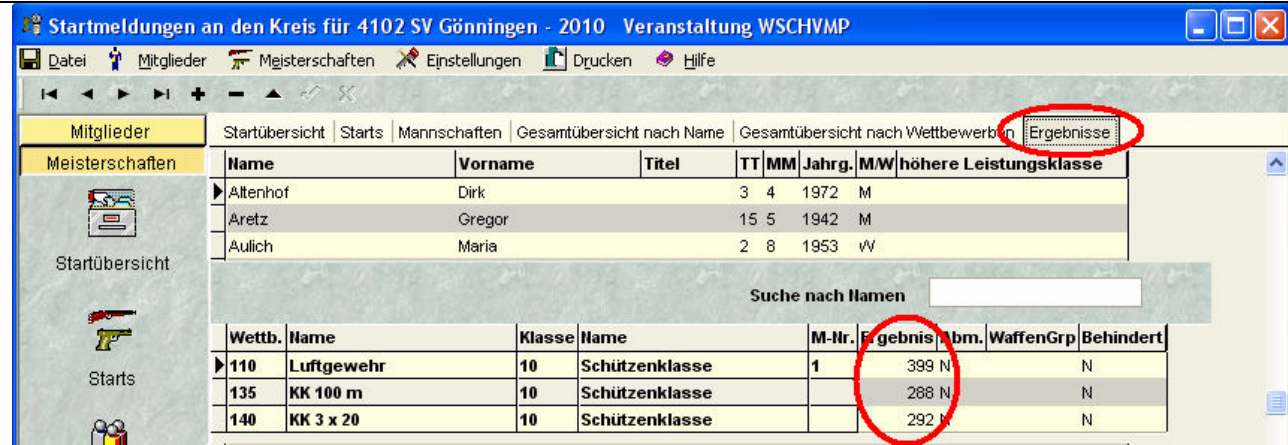 Startmeldungen an den Kreis für 4102 SV Gönningen - 2010 Veranstaltung WSCHVMP
Datei Mitglieder Meisterschaften Einstellungen Drucken Hilfe
Mitglieder Startübersicht Starts Mannschaften Gesamtübersicht nach Name Gesamtübersicht nach Wettbewerben Ergebnisse
Meisterschaften Name Vorname Titel TT MM Jahrg. M/W höhere Leistungsklasse
Altenhof Dirk 3 4 1972 M
Aretz Gregor 15 5 1942 M
Aulich Maria 2 8 1953 W
Startübersicht
Suche nach Namen
Wettb. Name Klasse Name M-Nr. Ergebnis Abm. WaffenGrp Behindert
110 Luftgewehr 10 Schützenklasse 1 399 N N
135 KK 100 m 10 Schützenklasse 288 N N
140 KK 3 x 20 10 Schützenklasse 292 N N
Starts